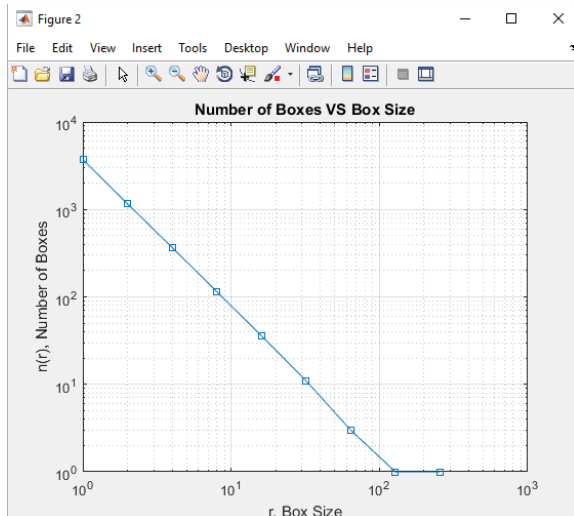 Figure 2
File Edit View Insert Tools Desktop Window Help
Number of Boxes VS Box Size
n(r), Number of Boxes
10^4
10^3
10^2
10^1
10^0
10^0 10^1 10^2 10^3
r, Box Size